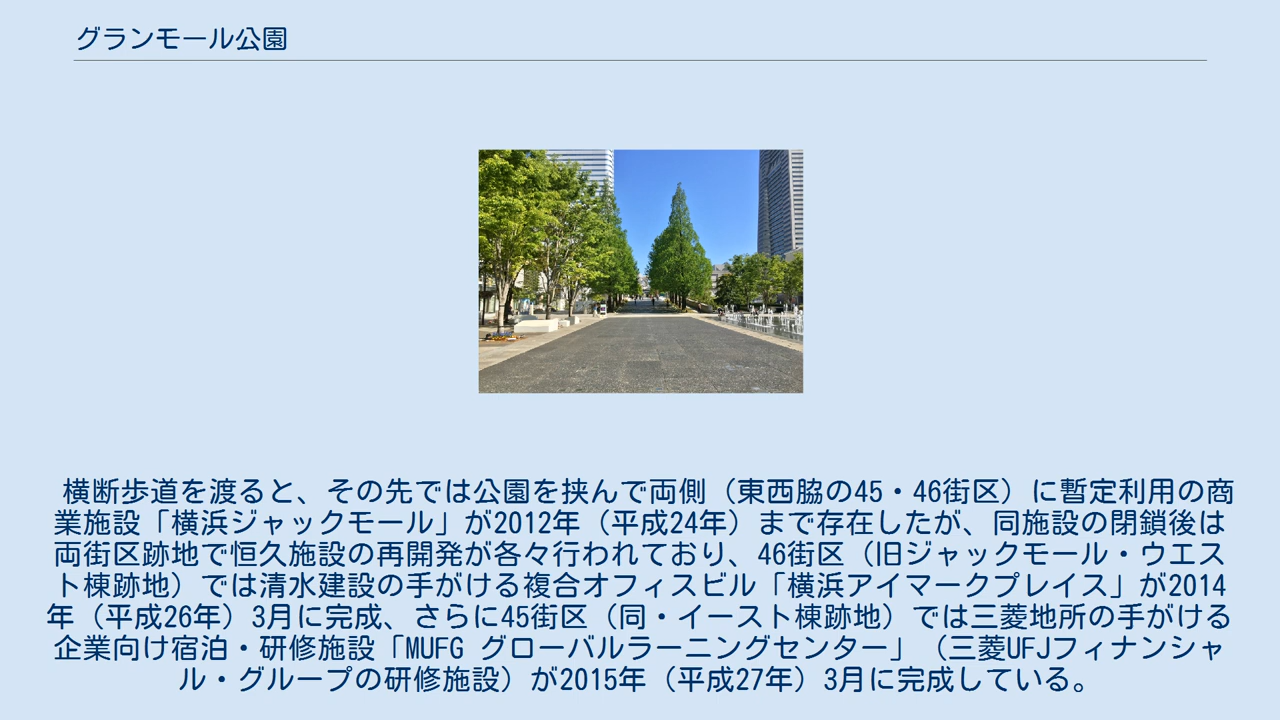 グランモール公園
横断歩道を渡ると、その先では公園を挟んで両側（東西脇の45・46街区）に暫定利用の商
業施設「横浜ジャックモール」が2012年（平成24年）まで存在したが、同施設の閉鎖後は
両街区跡地で恒久施設の再開発が各々行われており、46街区（旧ジャックモール・ウエス
ト棟跡地）では清水建設の手がける複合オフィスビル「横浜アイマークプレイス」が2014
年（平成26年）3月に完成、さらに45街区（同・イースト棟跡地）では三菱地所の手がける
企業向け宿泊・研修施設「MUFG グローバルラーニングセンター」（三菱UFJフィナンシャ
ル・グループの研修施設）が2015年（平成27年）3月に完成している。